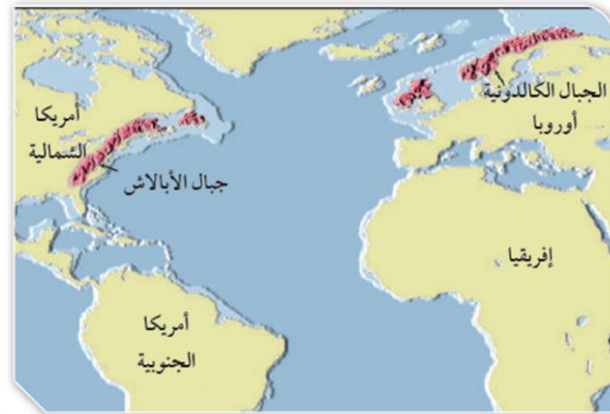 الجبال الكالدونية
أوروبا
أمريكا
الشمالية
جبال الأبالاش
إفريقيا
أمريكا
الجنوبية